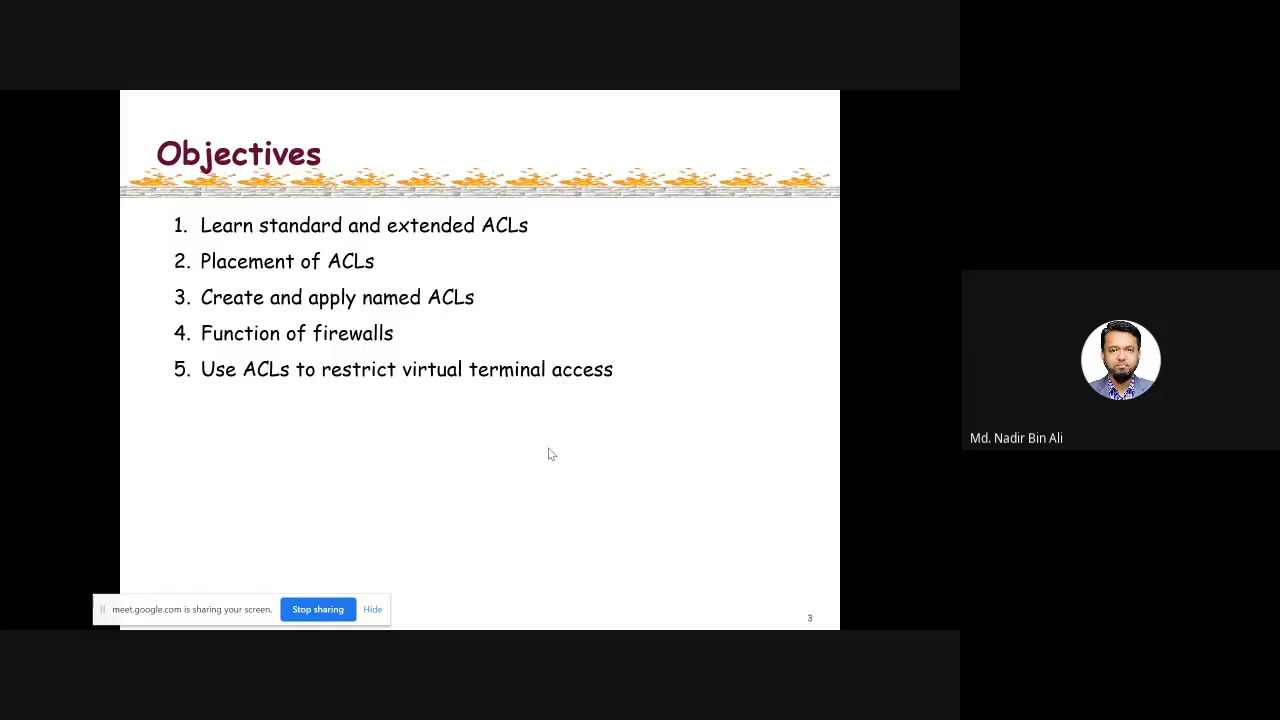 Objectives
1. Learn standard and extended ACLs
2. Placement of ACLs
3. Create and apply named ACLs
4. Function of firewalls
5. Use ACLs to restrict virtual terminal access
Md. Nadir Bin Ali
meet.google.com is sharing your screen. Stop sharing Hide
3